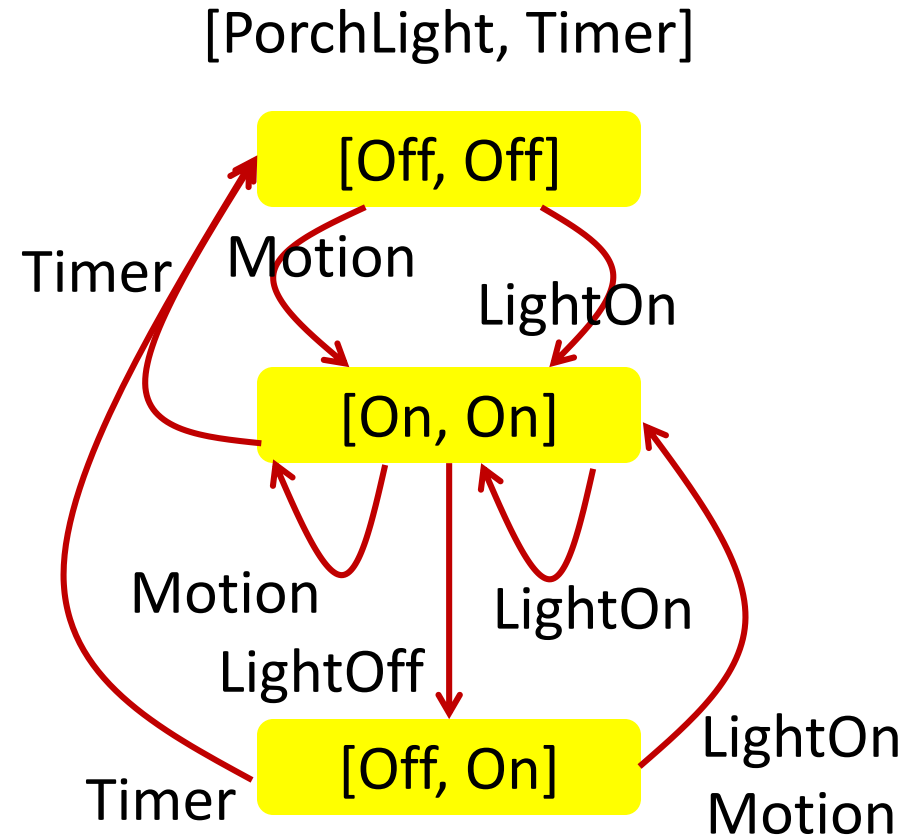 [PorchLight, Timer]
[Off, Off]
Motion
Timer
LightOn
[On, On]
Motion
LightOn
LightOff
LightOn
[Off, On]
Timer
Motion